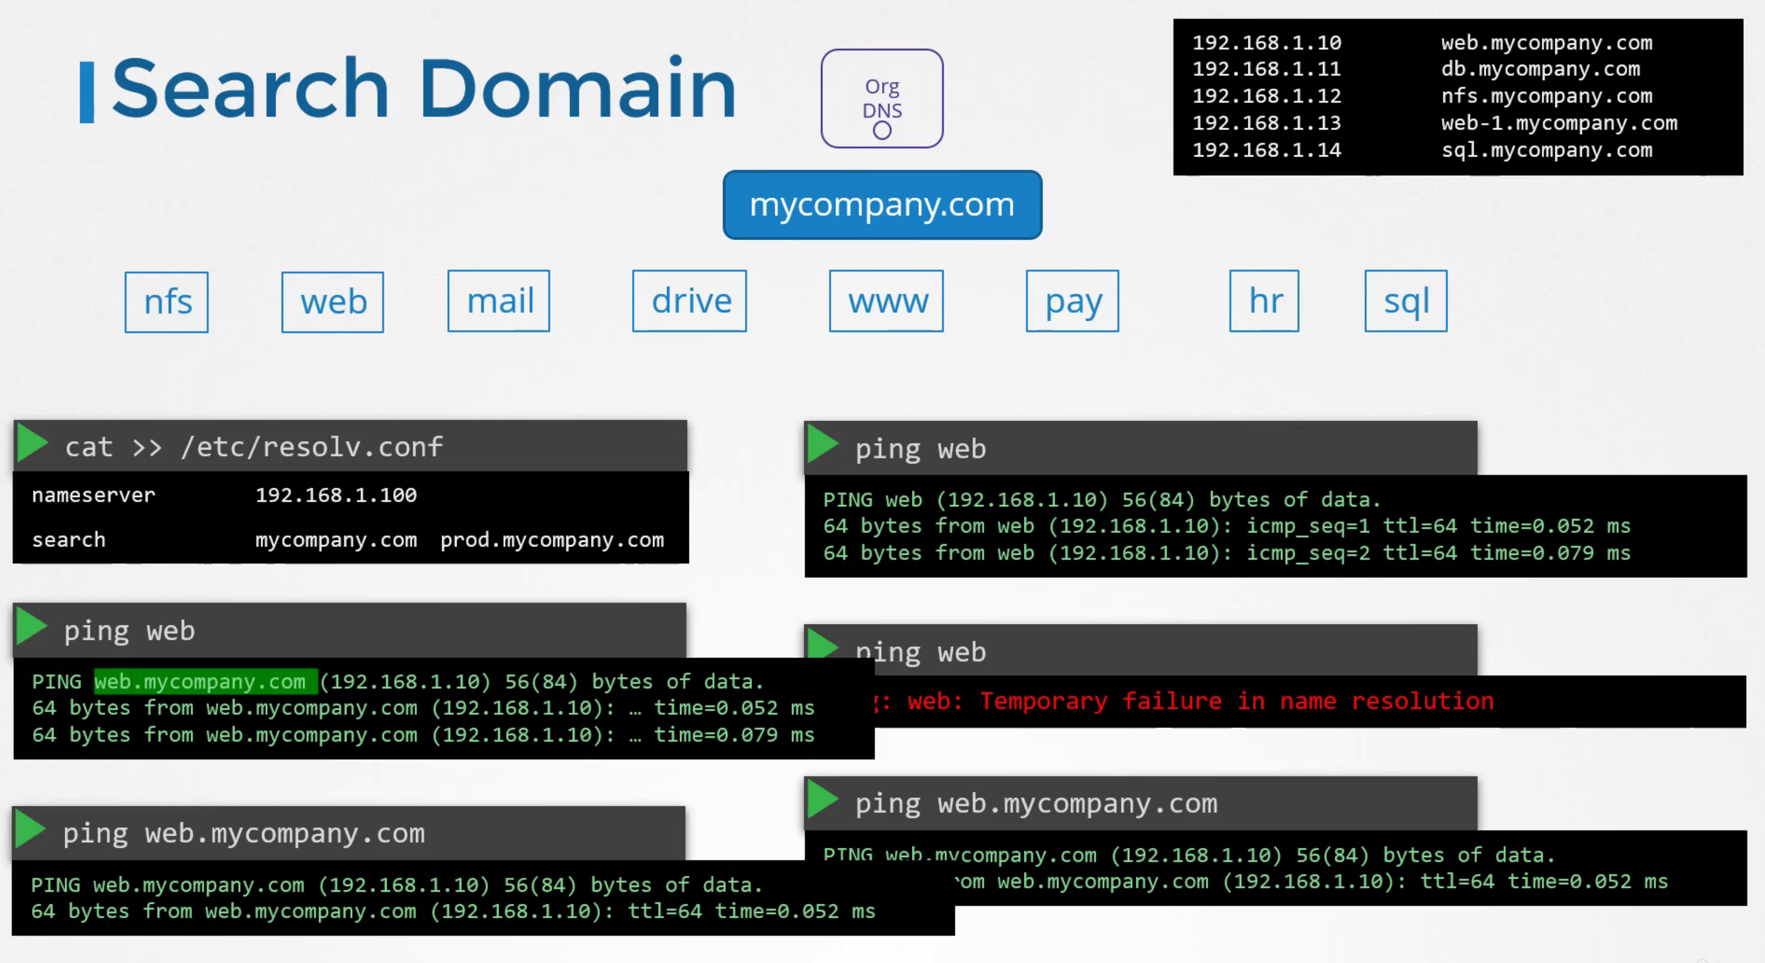 Search Domain
Org
DNS
192.168.1.10 web.mycompany.com
192.168.1.11 db.mycompany.com
192.168.1.12 nfs.mycompany.com
192.168.1.13 web-1.mycompany.com
192.168.1.14 sql.mycompany.com
mycompany.com
nfs web mail drive www pay hr sql
cat >> /etc/resolv.conf
nameserver 192.168.1.100
search mycompany.com prod.mycompany.com
ping web
PING web (192.168.1.10) 56(84) bytes of data.
64 bytes from web (192.168.1.10): icmp_seq=1 ttl=64 time=0.052 ms
64 bytes from web (192.168.1.10): icmp_seq=2 ttl=64 time=0.079 ms
ping web
PING web.mycompany.com (192.168.1.10) 56(84) bytes of data.
64 bytes from web.mycompany.com (192.168.1.10): … time=0.052 ms
64 bytes from web.mycompany.com (192.168.1.10): … time=0.079 ms
ping web
web: Temporary failure in name resolution
ping web.mycompany.com
PING web.mycompany.com (192.168.1.10) 56(84) bytes of data.
64 bytes from web.mycompany.com (192.168.1.10): ttl=64 time=0.052 ms
ping web.mycompany.com
PING web.mycompany.com (192.168.1.10) 56(84) bytes of data.
web.mycompany.com (192.168.1.10): ttl=64 time=0.052 ms